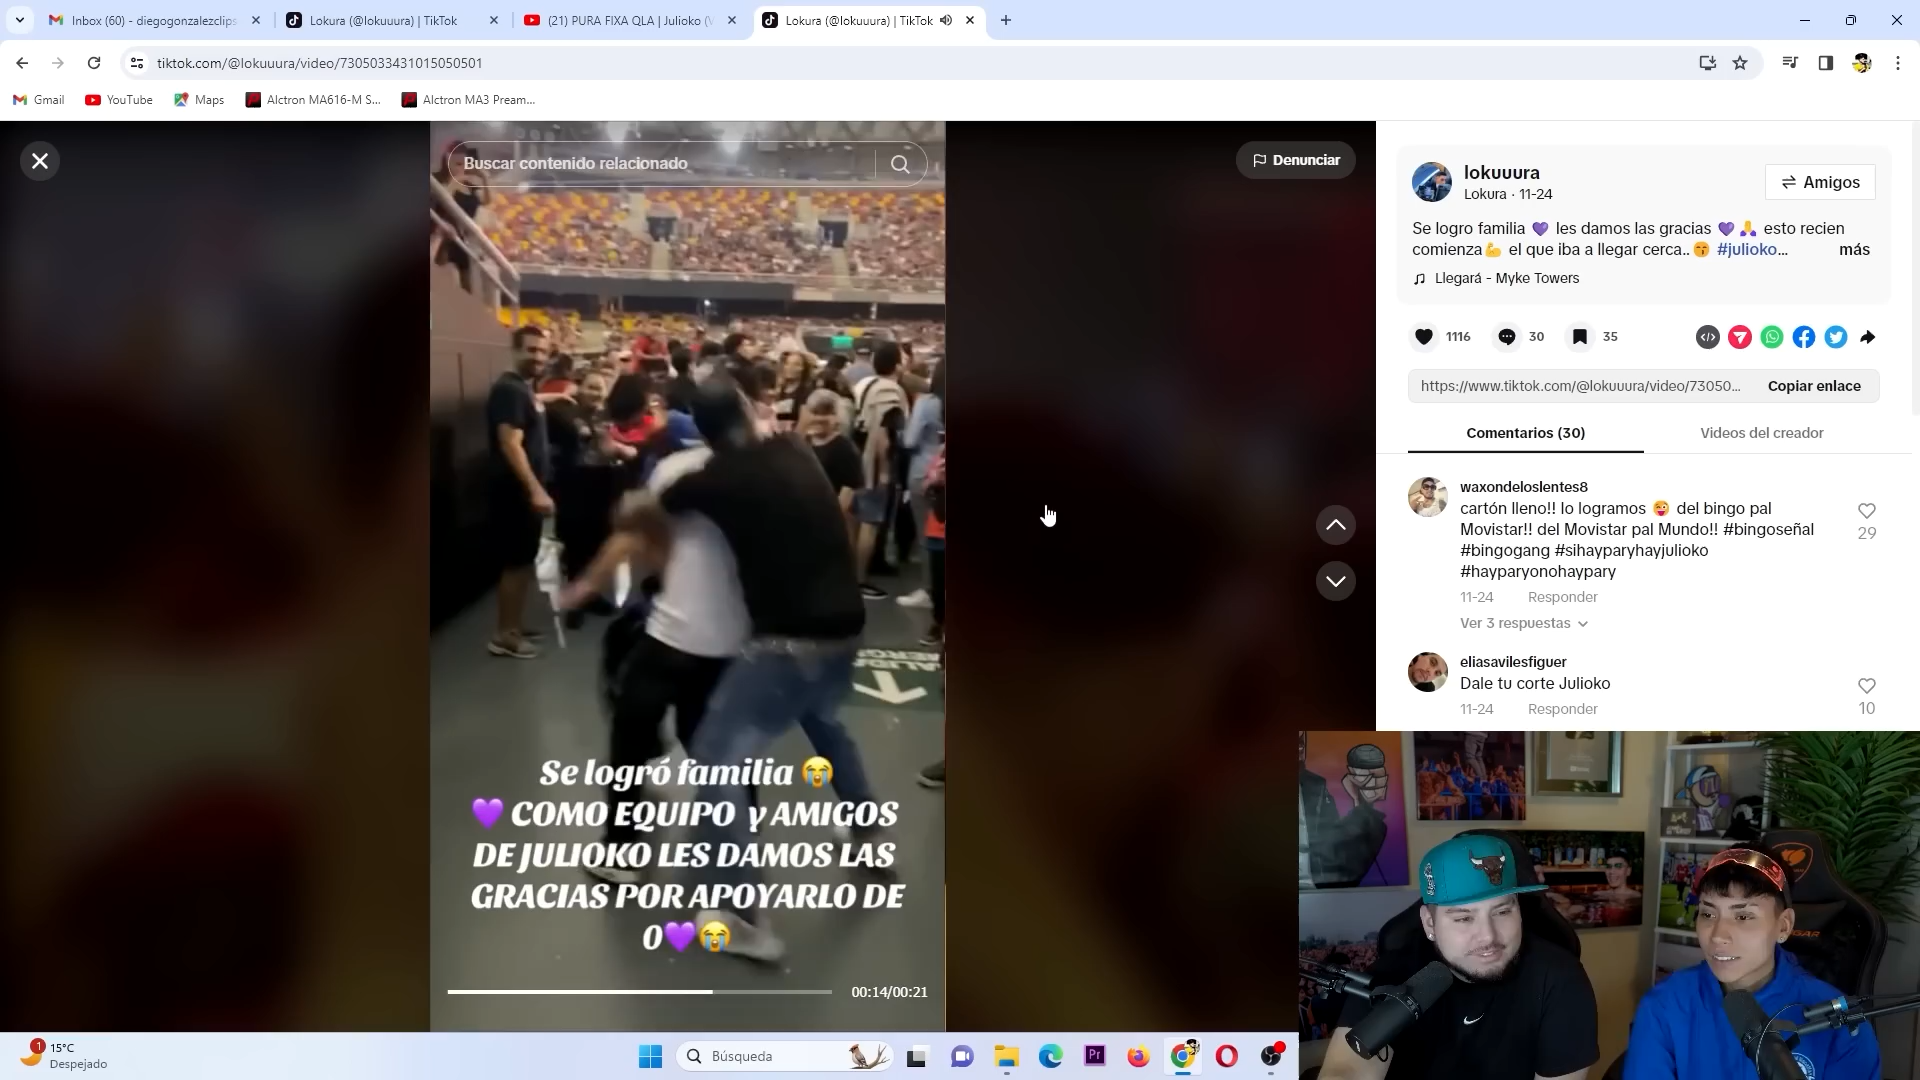 Inbox (60) - diegogonzalezclips
Lokura (@lokuuura) | TikTok
(21) PURA FIXA QLA | Julioko (V
Lokura (@lokuuura) | TikTok
tiktok.com/@lokuuura/video/7305033431015050501
Gmail
YouTube
Maps
Alctron MA616-M S...
Alctron MA3 Pream...
Buscar contenido relacionado
Denunciar
Se logró familia 😭
💜 COMO EQUIPO y AMIGOS
DE JULIOKO LES DAMOS LAS
GRACIAS POR APOYARLO DE
0💜😭
00:14/00:21
lokuuura
Lokura · 11-24
Amigos
Se logro familia 💜 les damos las gracias 💜🙏 esto recien
comienza💪 el que iba a llegar cerca..😙 #julioko... más
Llegará - Myke Towers
1116
30
35
https://www.tiktok.com/@lokuuura/video/73050...
Copiar enlace
Comentarios (30)
Videos del creador
waxondeloslentes8
cartón lleno!! lo logramos 😜 del bingo pal
Movistar!! del Movistar pal Mundo!! #bingoseñal
#bingogang #sihayparyhayjulioko
#hayparyonohaypary
29
11-24 Responder
Ver 3 respuestas
eliasavilesfiguer
Dale tu corte Julioko
11-24 Responder
10
1
15°C
Despejado
Búsqueda
Pr